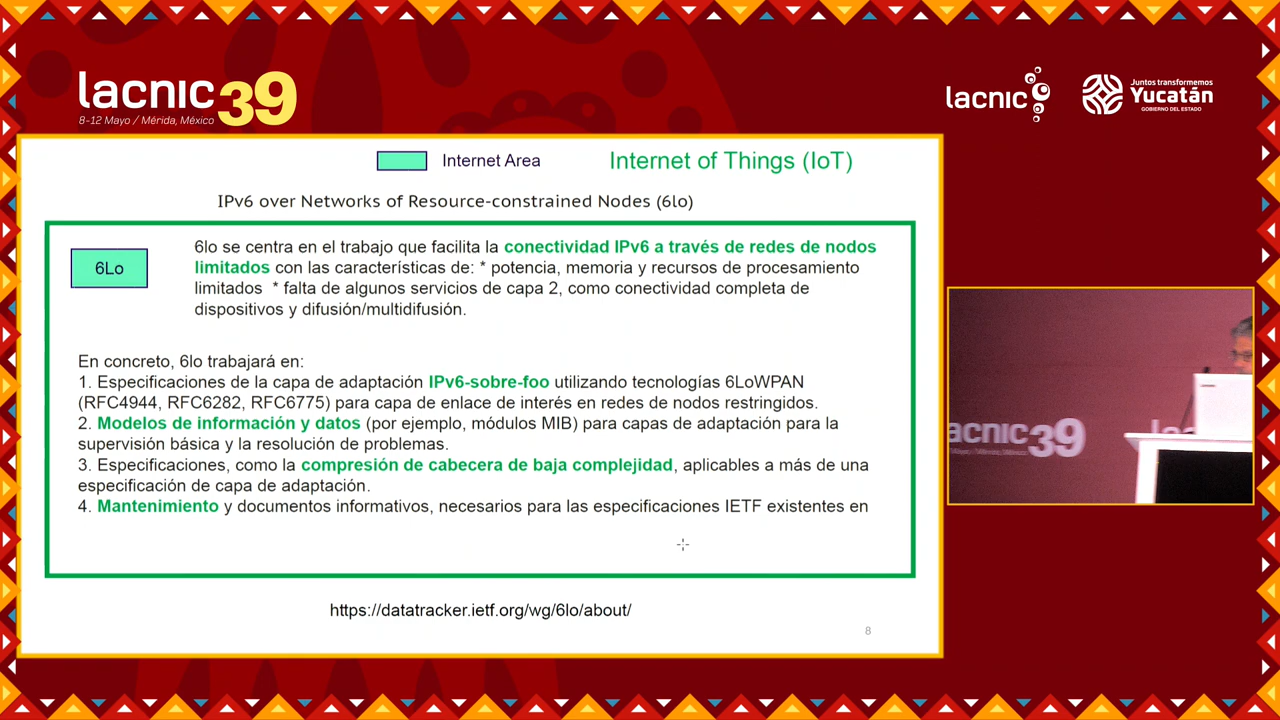 lacnic39
8-12 Mayo / Mérida, México
lacnic
Juntos transformemos
Yucatán
GOBIERNO DEL ESTADO
Internet Area
Internet of Things (IoT)
IPv6 over Networks of Resource-constrained Nodes (6lo)
6Lo
6lo se centra en el trabajo que facilita la conectividad IPv6 a través de redes de nodos
limitados con las características de: * potencia, memoria y recursos de procesamiento
limitados * falta de algunos servicios de capa 2, como conectividad completa de
dispositivos y difusión/multidifusión.
En concreto, 6lo trabajará en:
1. Especificaciones de la capa de adaptación IPv6-sobre-foo utilizando tecnologías 6LoWPAN
(RFC4944, RFC6282, RFC6775) para capa de enlace de interés en redes de nodos restringidos.
2. Modelos de información y datos (por ejemplo, módulos MIB) para capas de adaptación para la
supervisión básica y la resolución de problemas.
3. Especificaciones, como la compresión de cabecera de baja complejidad, aplicables a más de una
especificación de capa de adaptación.
4. Mantenimiento y documentos informativos, necesarios para las especificaciones IETF existentes en
https://datatracker.ietf.org/wg/6lo/about/
8
acnic39